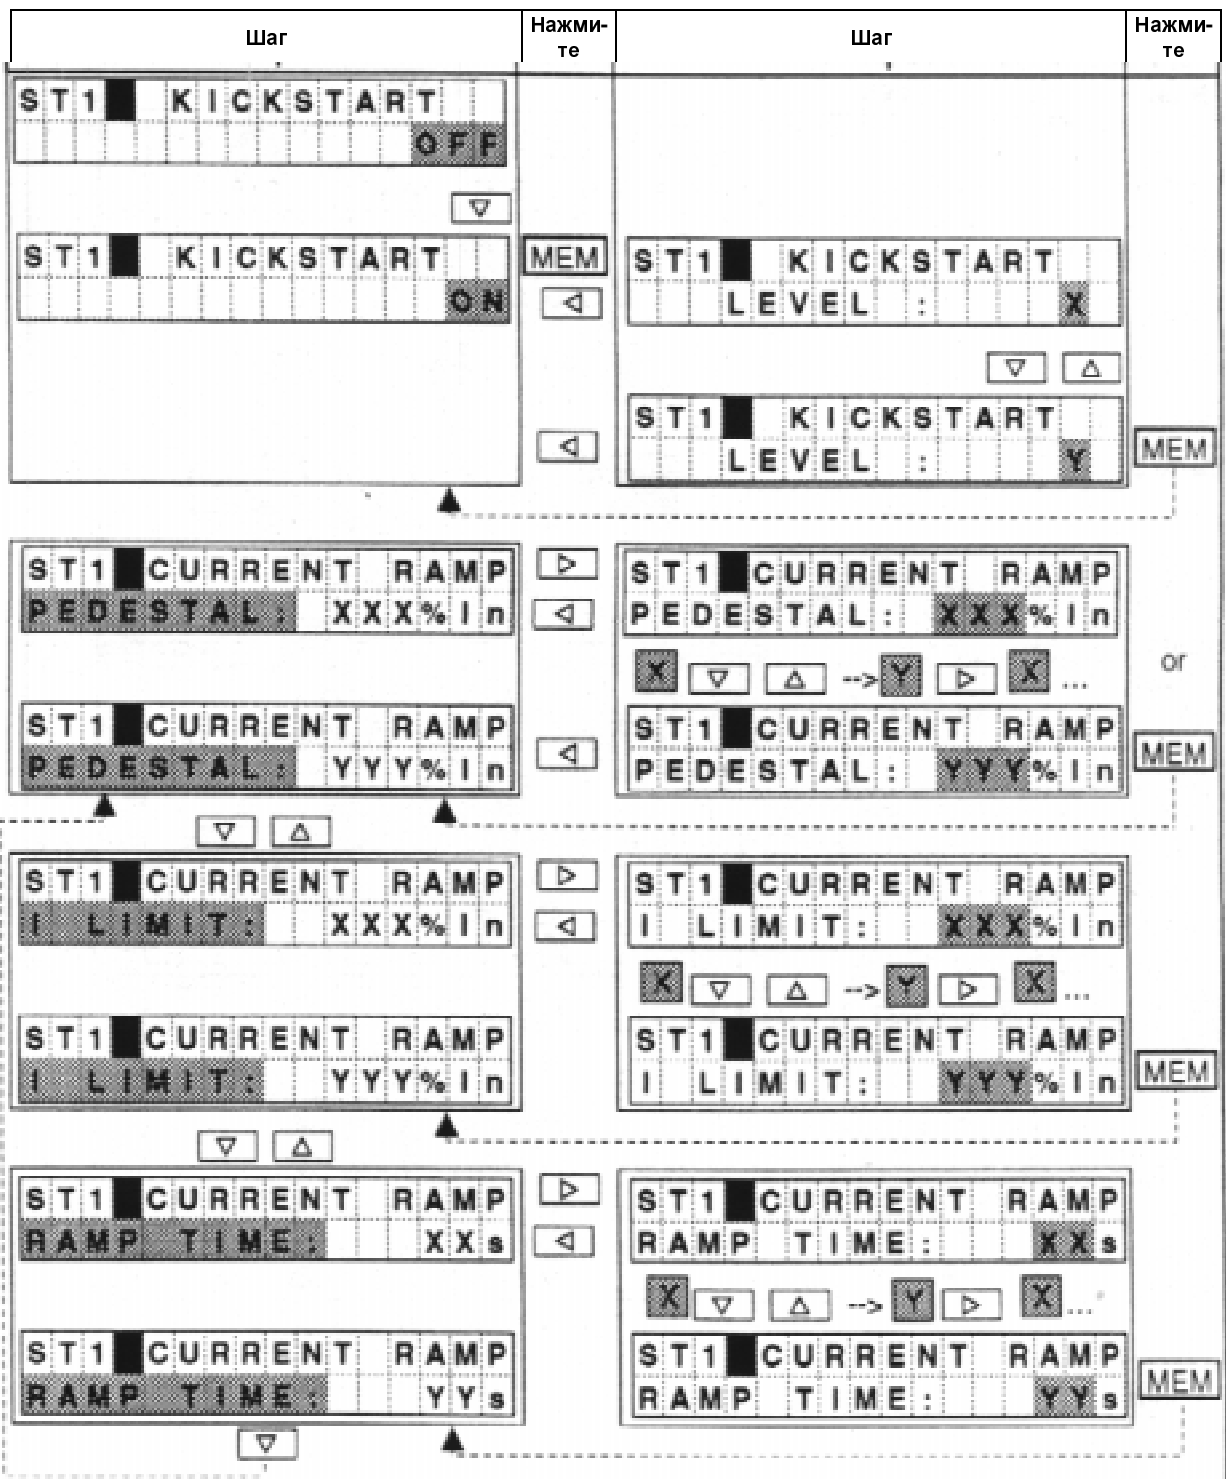 Шаг Нажми-те Шаг Нажми-те
ST1 KICKSTART
OFF
ST1 KICKSTART
ON
MEM
ST1 KICKSTART
LEVEL : X
ST1 KICKSTART
LEVEL : Y
MEM
ST1 CURRENT RAMP
PEDESTAL: XXX%In
ST1 CURRENT RAMP
PEDESTAL: XXX%In
X --> Y X ...
or
ST1 CURRENT RAMP
PEDESTAL: YYY%In
ST1 CURRENT RAMP
PEDESTAL: YYY%In
MEM
ST1 CURRENT RAMP
I LIMIT: XXX%In
ST1 CURRENT RAMP
I LIMIT: XXX%In
X --> Y X ...
ST1 CURRENT RAMP
I LIMIT: YYY%In
ST1 CURRENT RAMP
I LIMIT: YYY%In
MEM
ST1 CURRENT RAMP
RAMP TIME: XXs
ST1 CURRENT RAMP
RAMP TIME: XXs
X --> Y X ...
ST1 CURRENT RAMP
RAMP TIME: YYs
ST1 CURRENT RAMP
RAMP TIME: YYs
MEM